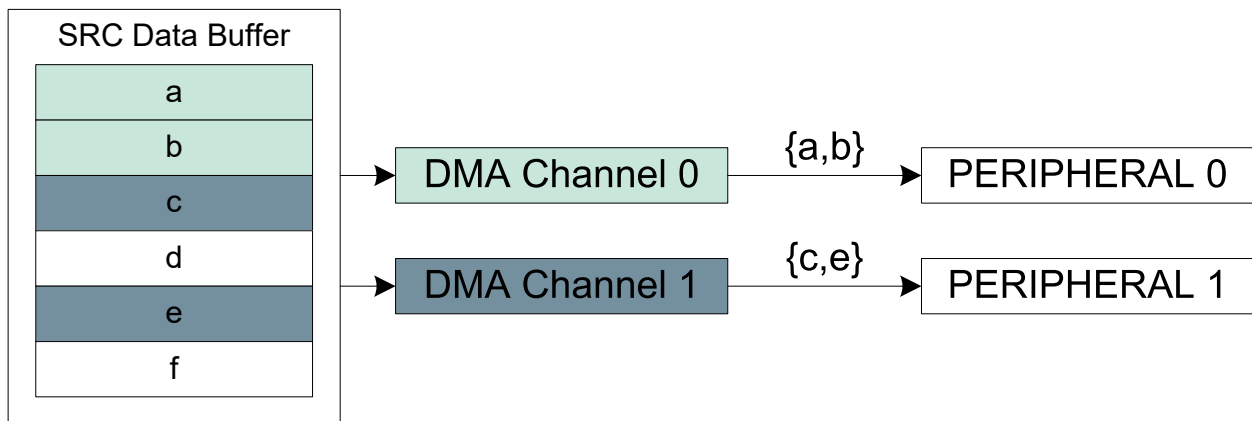 SRC Data Buffer
a
b
c
d
e
f
DMA Channel 0
{a,b}
PERIPHERAL 0
DMA Channel 1
{c,e}
PERIPHERAL 1